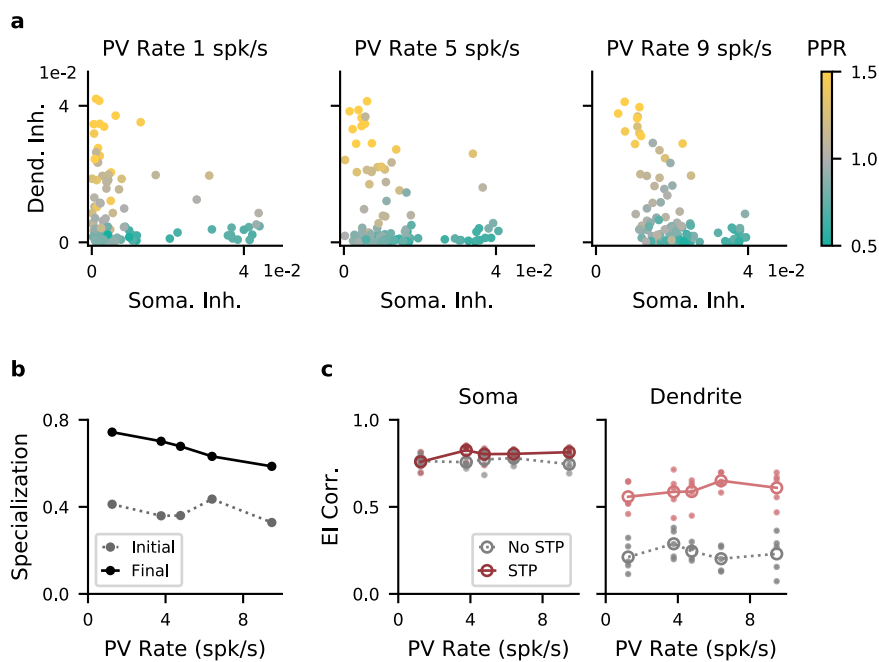 a
PV Rate 1 spk/s
PV Rate 5 spk/s
PV Rate 9 spk/s
PPR
1e-2
4
0
Dend. Inh.
0
4
1e-2
Soma. Inh.
0
4
1e-2
Soma. Inh.
0
4
1e-2
Soma. Inh.
1.5
1.0
0.5
b
0.8
0.4
0.0
Specialization
Initial
Final
0
4
8
PV Rate (spk/s)
c
Soma
Dendrite
1.0
0.5
0.0
EI Corr.
No STP
STP
0
4
8
PV Rate (spk/s)
0
4
8
PV Rate (spk/s)